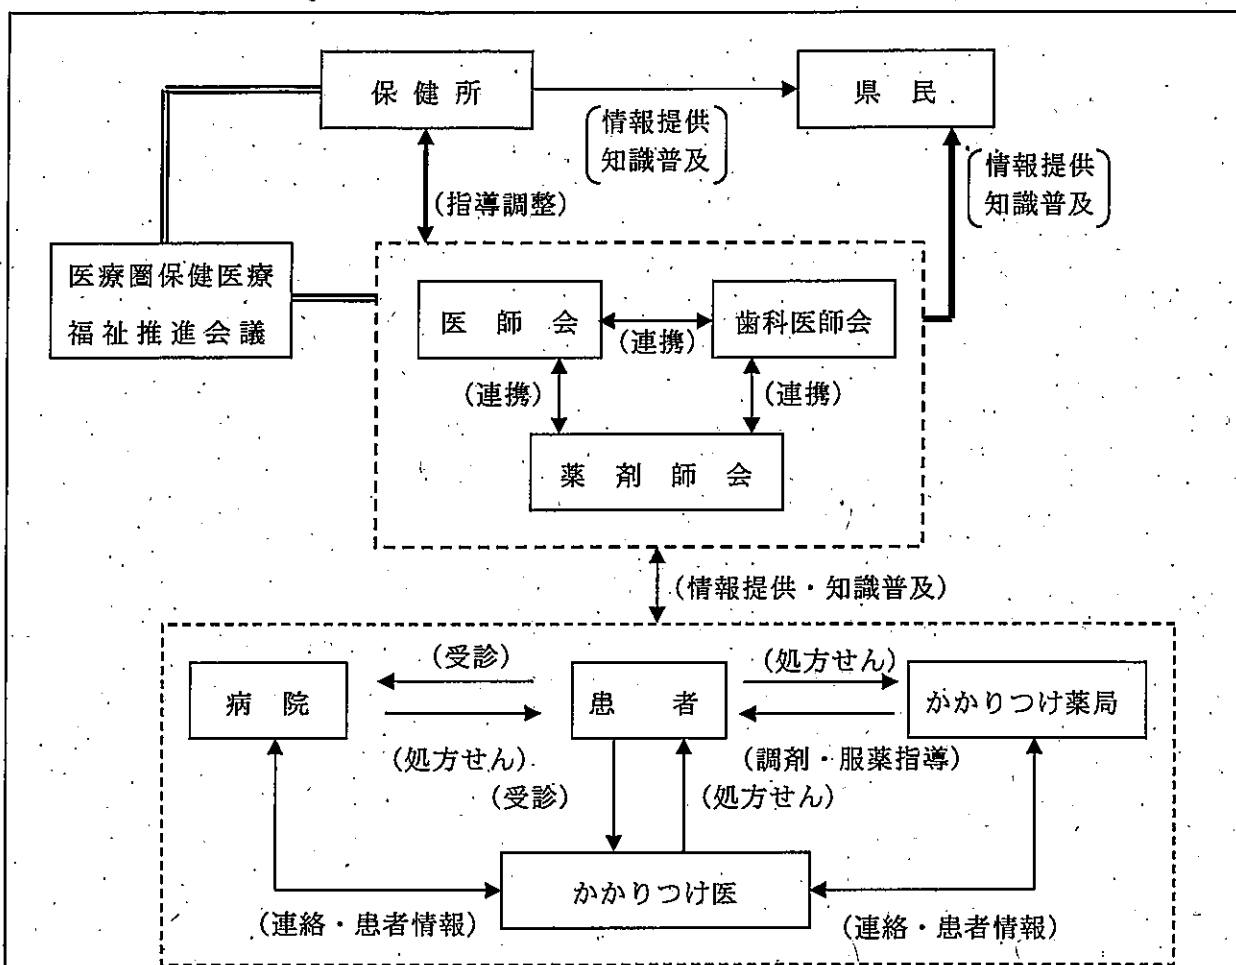 保健所
県民
情報提供
知識普及
情報提供
知識普及
(指導調整)
医療圏保健医療
福祉推進会議
医師会
(連携)
歯科医師会
(連携)
(連携)
薬剤師会
(情報提供・知識普及)
(受診)
(処方せん)
病院
患者
かかりつけ薬局
(処方せん)
(調剤・服薬指導)
(受診)
(処方せん)
かかりつけ医
(連絡・患者情報)
(連絡・患者情報)